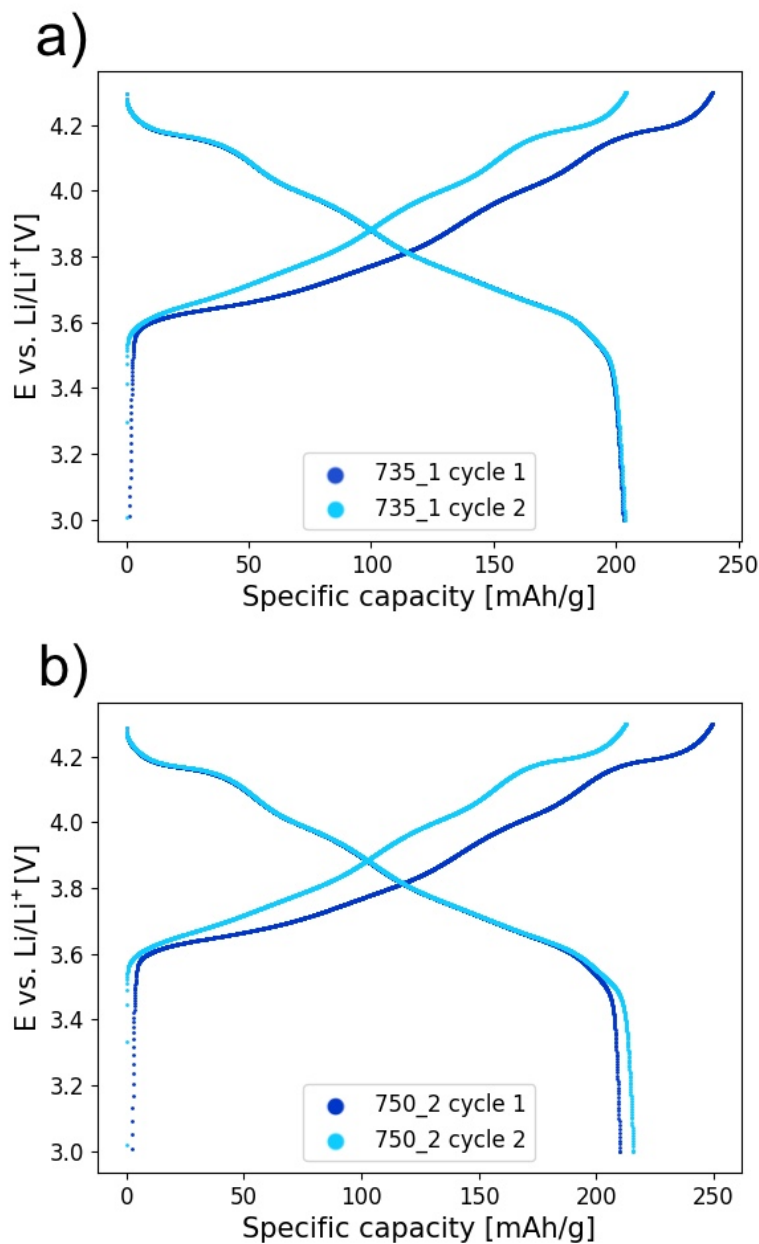 a)
4.2
4.0
3.8
3.6
3.4
3.2
3.0
E vs. Li/Li⁺[V]
735_1 cycle 1
735_1 cycle 2
0 50 100 150 200 250
Specific capacity [mAh/g]
b)
4.2
4.0
3.8
3.6
3.4
3.2
3.0
E vs. Li/Li⁺[V]
750_2 cycle 1
750_2 cycle 2
0 50 100 150 200 250
Specific capacity [mAh/g]